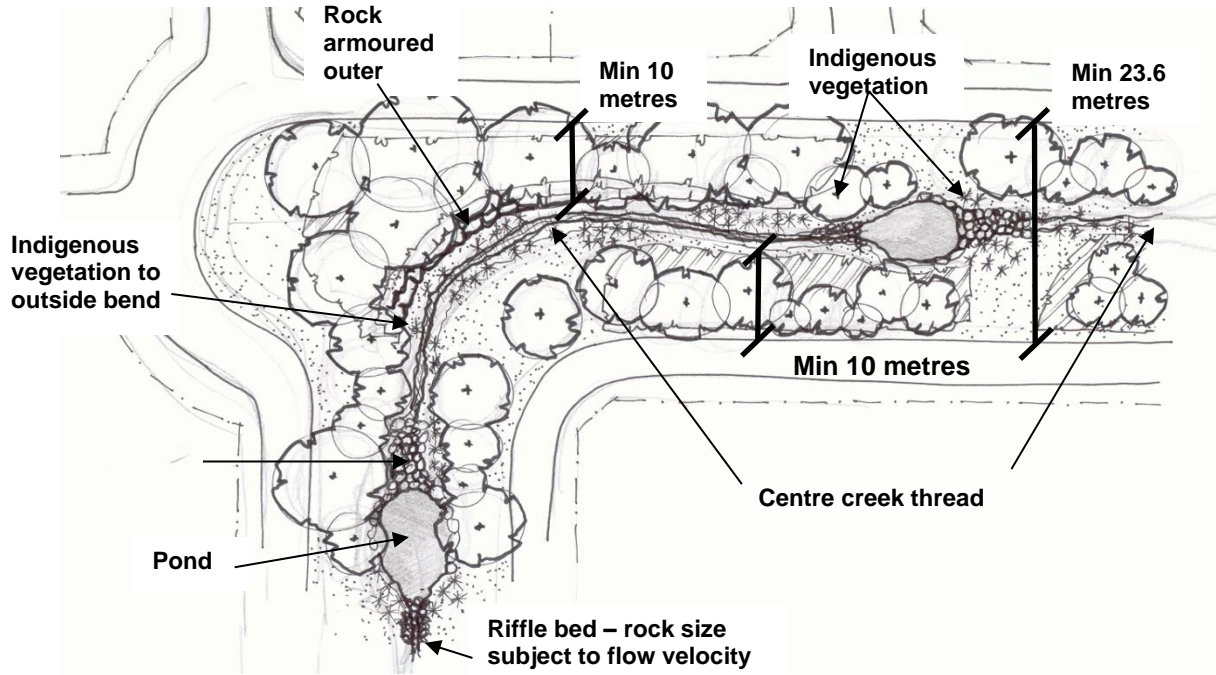 Rock
armoured
outer
Min 10
metres
Indigenous
vegetation
Min 23.6
metres
Indigenous
vegetation to
outside bend
Min 10 metres
Centre creek thread
Pond
Riffle bed – rock size
subject to flow velocity